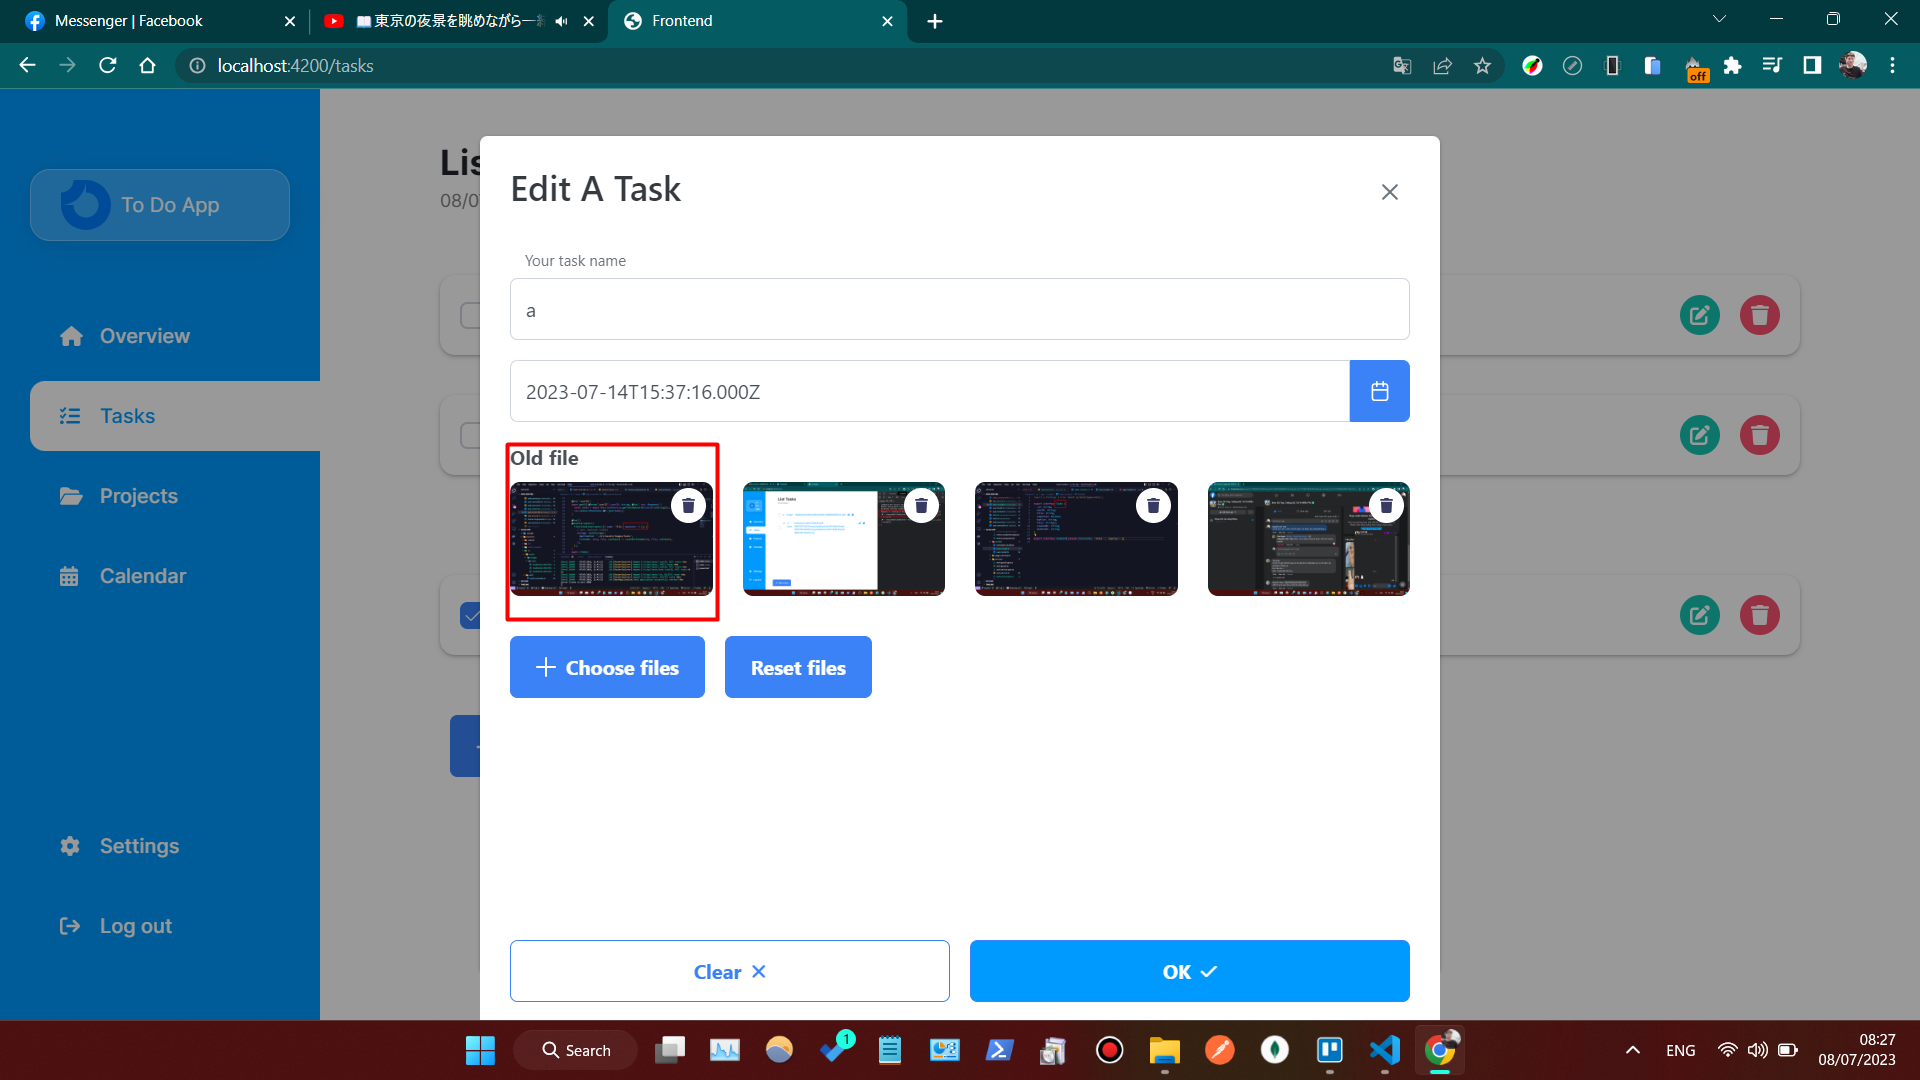 Messenger | Facebook
📖東京の夜景を眺めながら一
Frontend
localhost:4200/tasks
off
To Do App
Overview
Tasks
Projects
Calendar
Settings
Log out
Lis
08/0
Edit A Task
Your task name
a
2023-07-14T15:37:16.000Z
Old file
List Tasks
Choose files
Reset files
Clear
OK
Search
1
ENG
08:27
08/07/2023